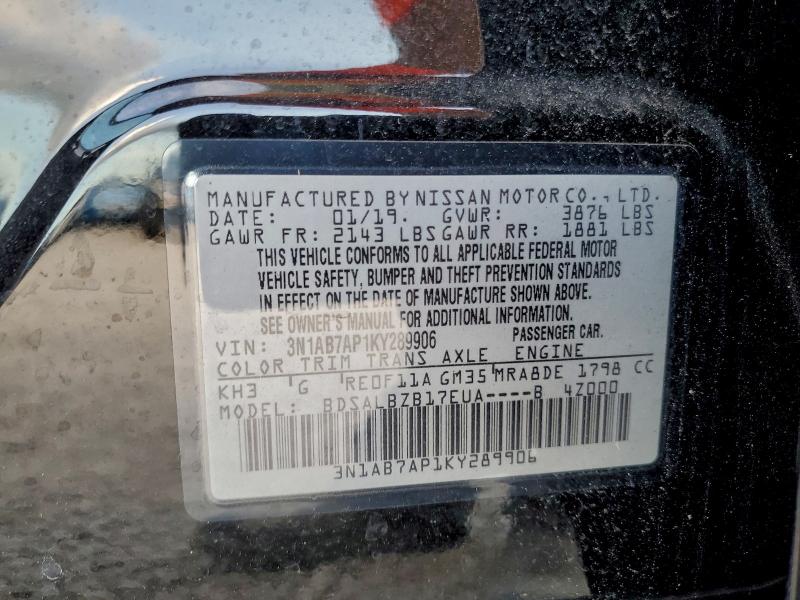 MANUFACTURED BY NISSAN MOTOR CO., LTD.
DATE: 01/19. GVWR: 3876 LBS
GAWR FR: 2143 LBS GAWR RR: 1881 LBS
THIS VEHICLE CONFORMS TO ALL APPLICABLE FEDERAL MOTOR
VEHICLE SAFETY, BUMPER AND THEFT PREVENTION STANDARDS
IN EFFECT ON THE DATE OF MANUFACTURE SHOWN ABOVE.
SEE OWNER'S MANUAL FOR ADDITIONAL INFORMATION.
VIN: 3N1AB7AP1KY289906 PASSENGER CAR.
COLOR TRIM TRANS AXLE ENGINE
KH3 G RE0F11A GM35 MRA8DE 1798 CC
MODEL: BDSALBZB17EUA----B 4Z000
3N1AB7AP1KY289906